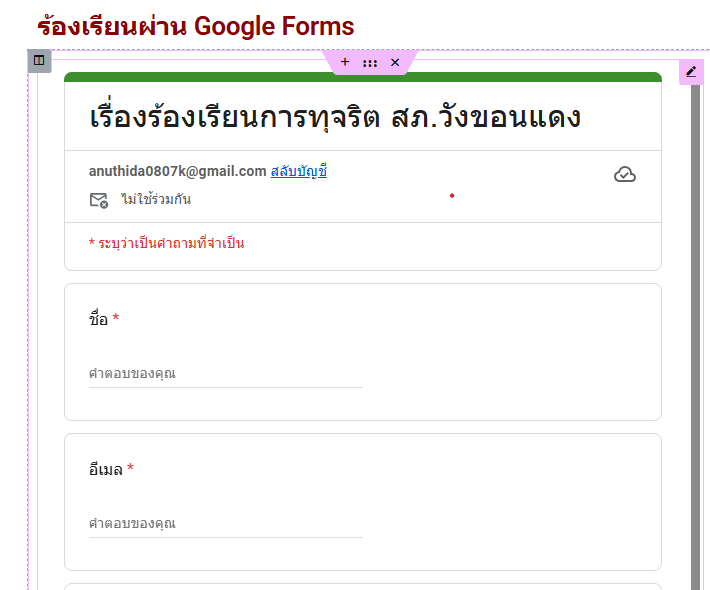 ร้องเรียนผ่าน Google Forms
เรื่องร้องเรียนการทุจริต สภ.วังขอนแดง
anuthida0807k@gmail.com สลับบัญชี
ไม่ใช้ร่วมกัน
* ระบุว่าเป็นคำถามที่จำเป็น
ชื่อ *
คำตอบของคุณ
อีเมล *
คำตอบของคุณ